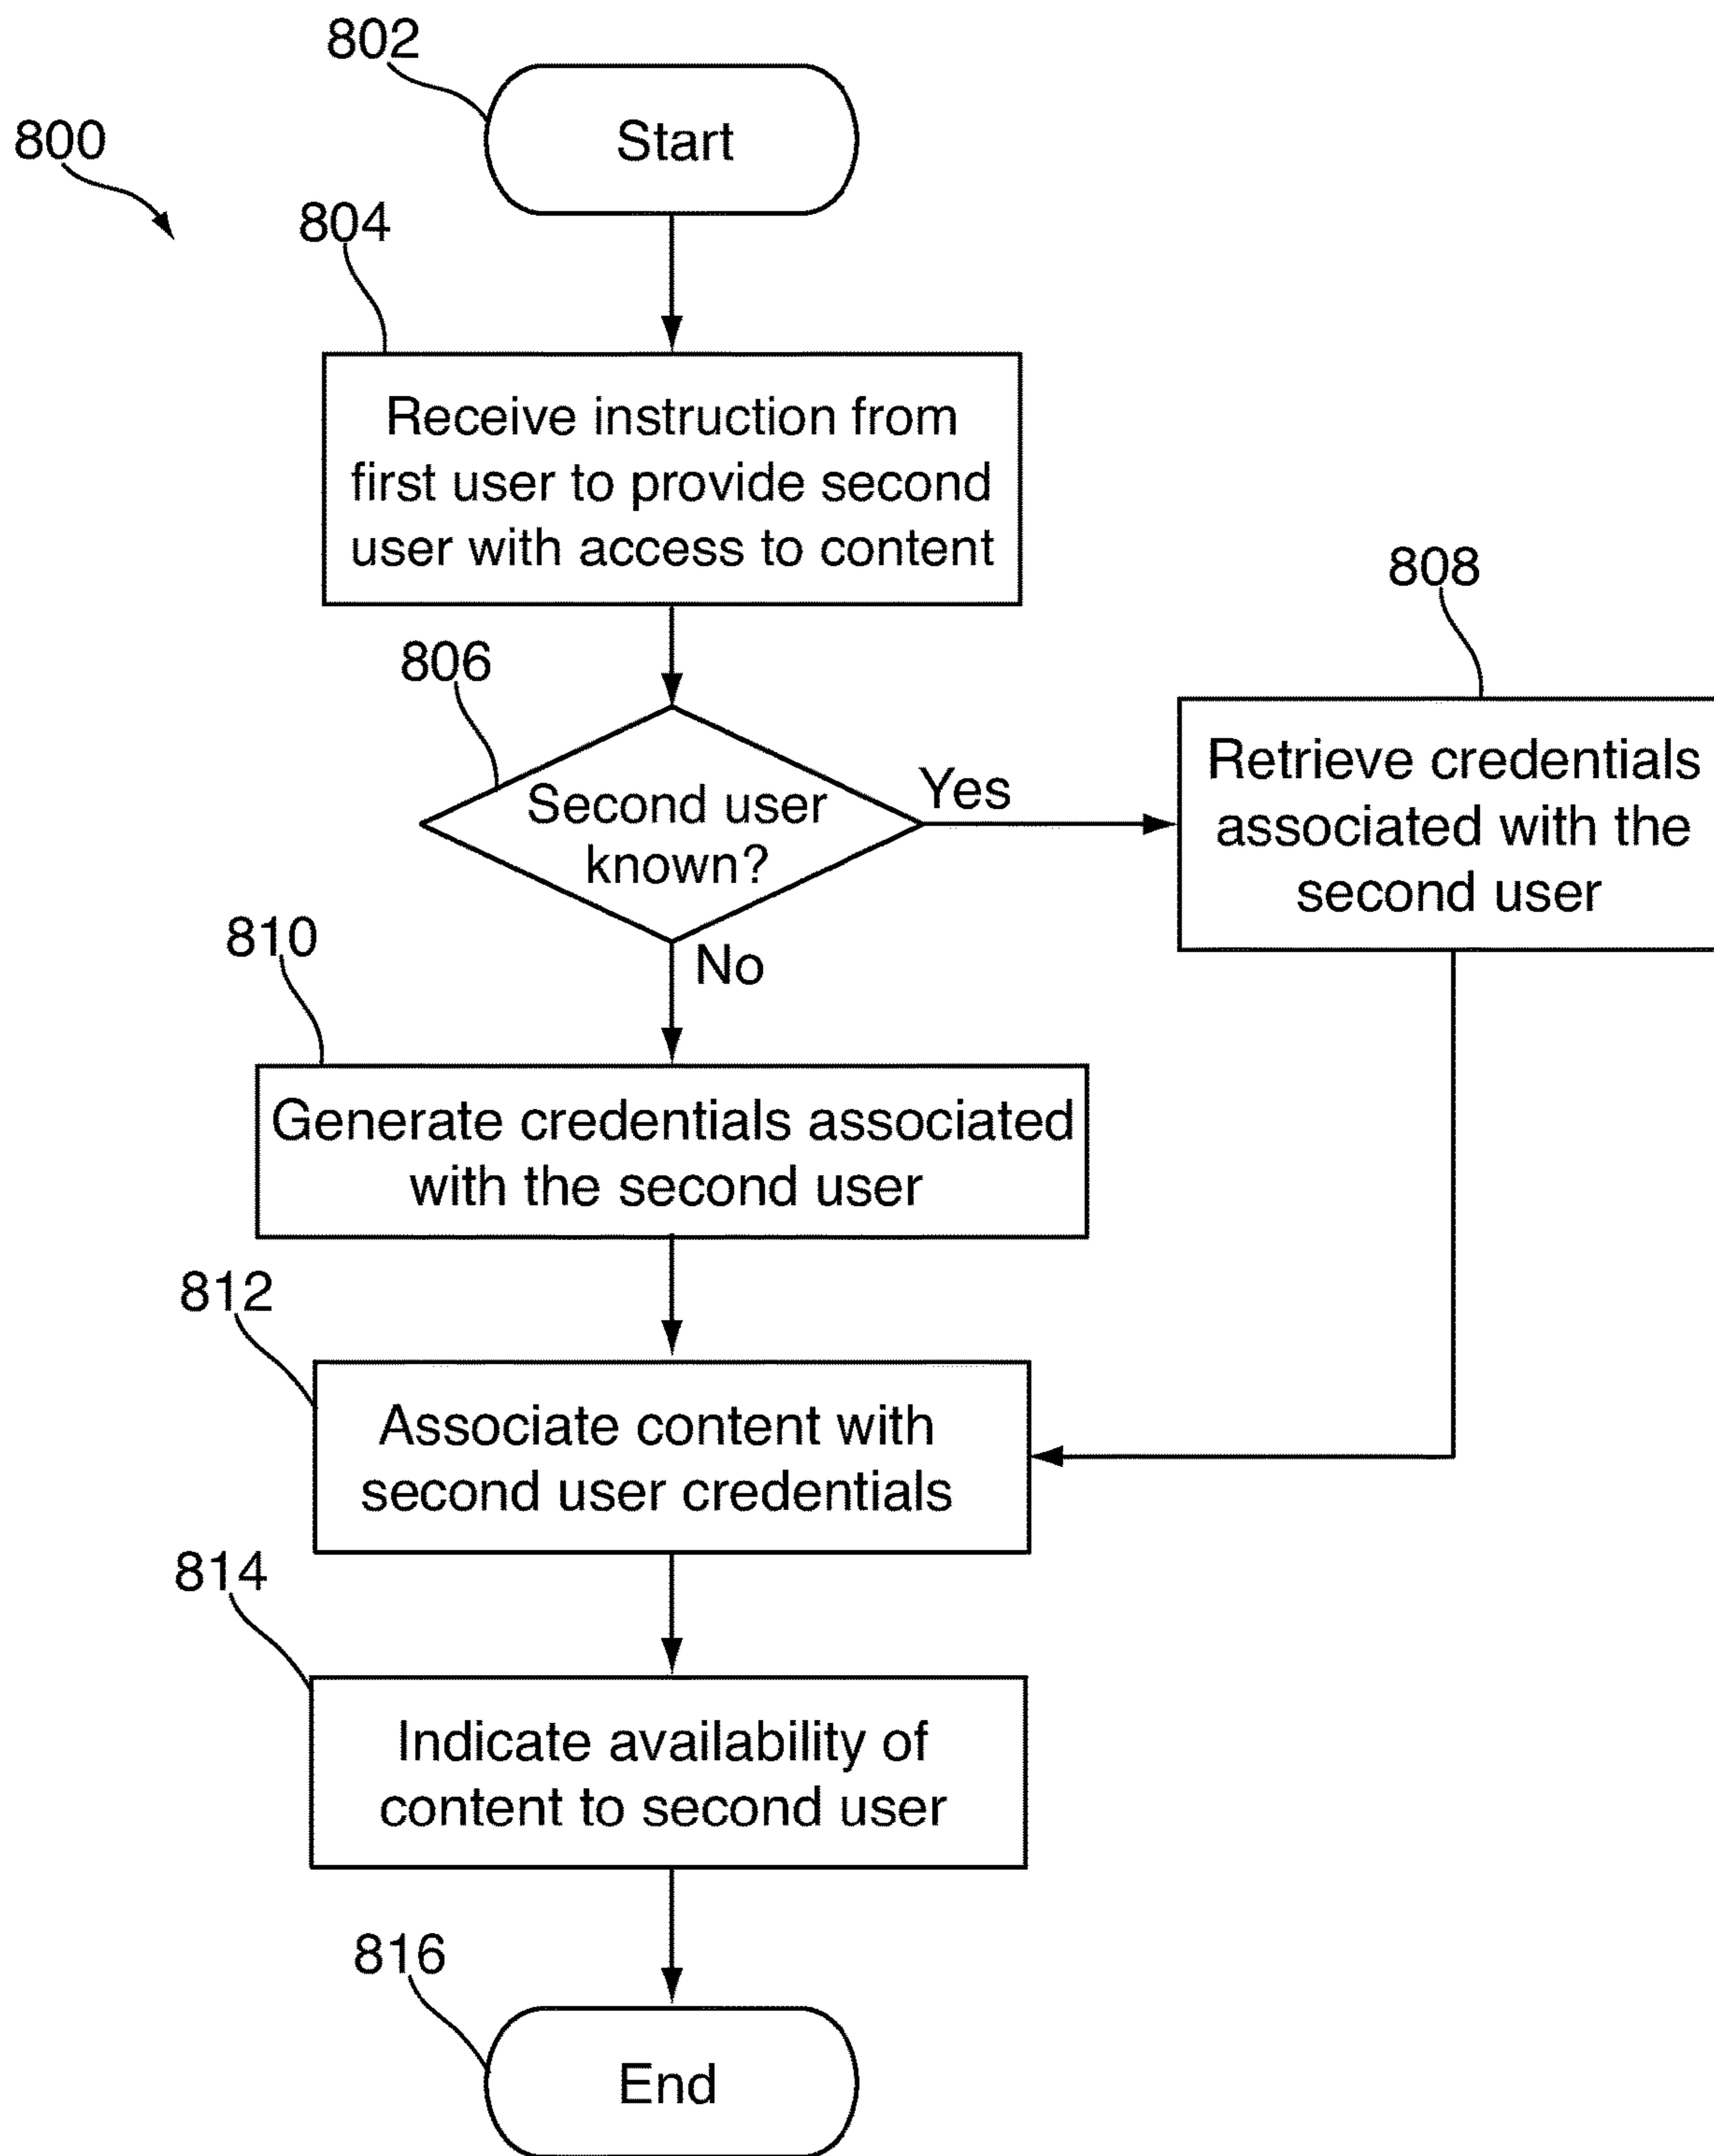 802
Start
800
804
Receive instruction from
first user to provide second
user with access to content
806
Second user
known?
Yes
808
Retrieve credentials
associated with the
second user
No
810
Generate credentials associated
with the second user
812
Associate content with
second user credentials
814
Indicate availability of
content to second user
816
End